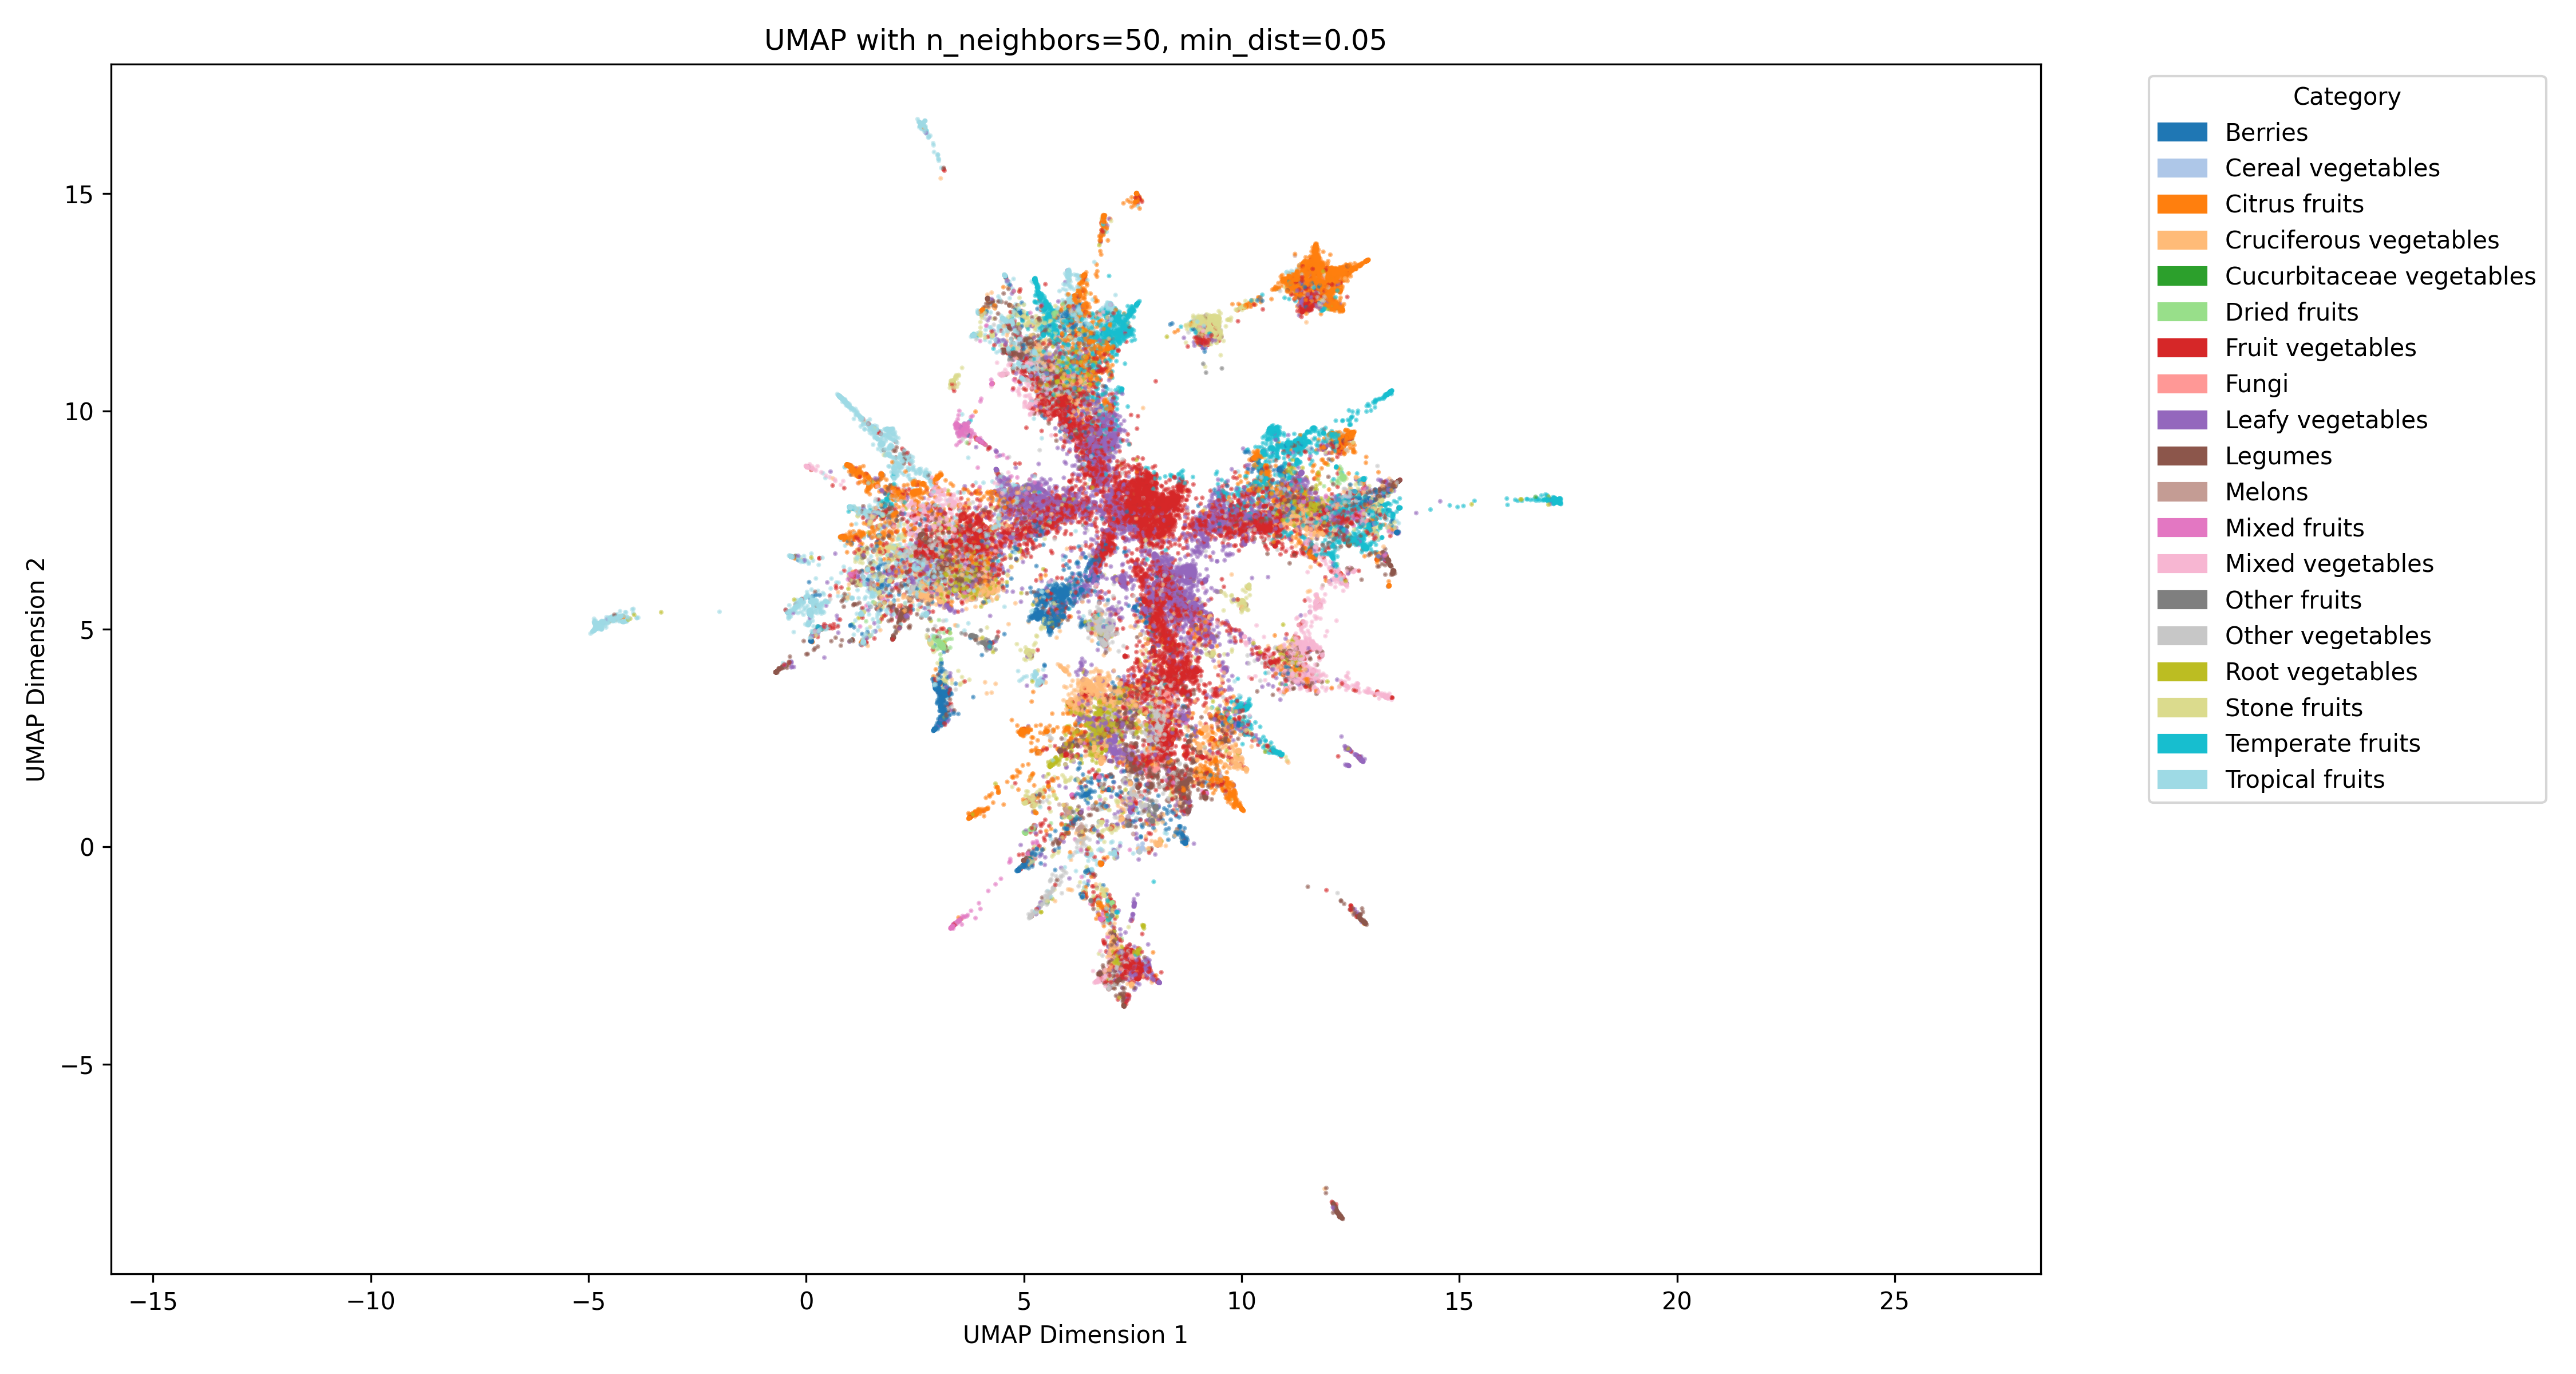 UMAP with n_neighbors=50, min_dist=0.05
UMAP Dimension 2
15
10
5
0
−5
−15
−10
−5
0
5
10
15
20
25
UMAP Dimension 1
Category
Berries
Cereal vegetables
Citrus fruits
Cruciferous vegetables
Cucurbitaceae vegetables
Dried fruits
Fruit vegetables
Fungi
Leafy vegetables
Legumes
Melons
Mixed fruits
Mixed vegetables
Other fruits
Other vegetables
Root vegetables
Stone fruits
Temperate fruits
Tropical fruits